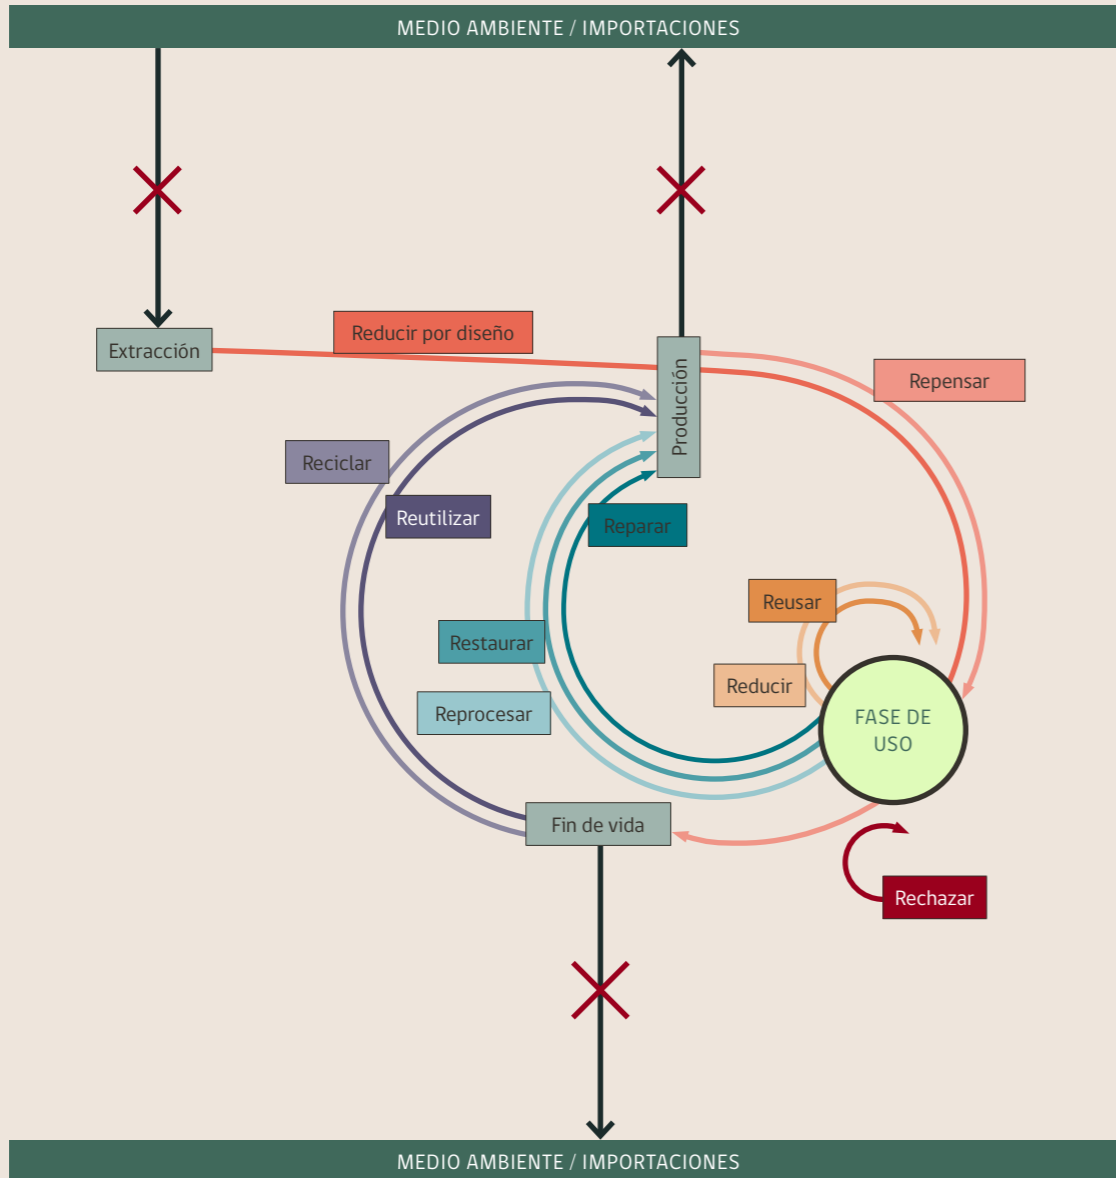 MEDIO AMBIENTE / IMPORTACIONES
Extracción
Reducir por diseño
Producción
Repensar
Reciclar
Reutilizar
Reparar
Reusar
Restaurar
Reducir
Reprocesar
FASE DE
USO
Fin de vida
Rechazar
MEDIO AMBIENTE / IMPORTACIONES